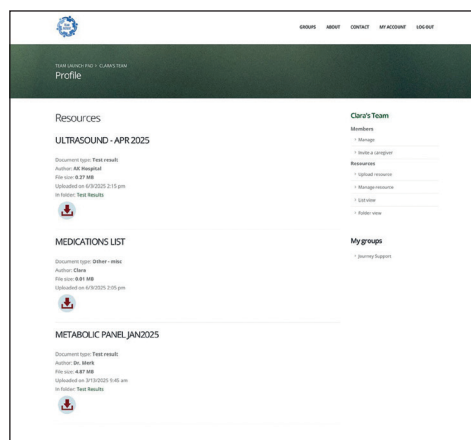 GROUPS ABOUT CONTACT MY ACCOUNT LOG OUT
TEAM LAUNCH PAD > CLARA'S TEAM
Profile
Resources
ULTRASOUND - APR 2025
Document type: Test result
Author: AK Hospital
File size: 0.27 MB
Uploaded on 6/9/2025 2:15 pm
In folder: Test Results
MEDICATIONS LIST
Document type: Other - misc
Author: Clara
File size: 0.01 MB
Uploaded on 6/9/2025 2:05 pm
METABOLIC PANEL JAN2025
Document type: Test result
Author: Dr. Merk
File size: 4.87 MB
Uploaded on 3/13/2025 9:45 am
In folder: Test Results
Clara's Team
Members
› Manage
› Invite a caregiver
Resources
› Upload resource
› Manage resource
› List view
› Folder view
My groups
› Journey Support